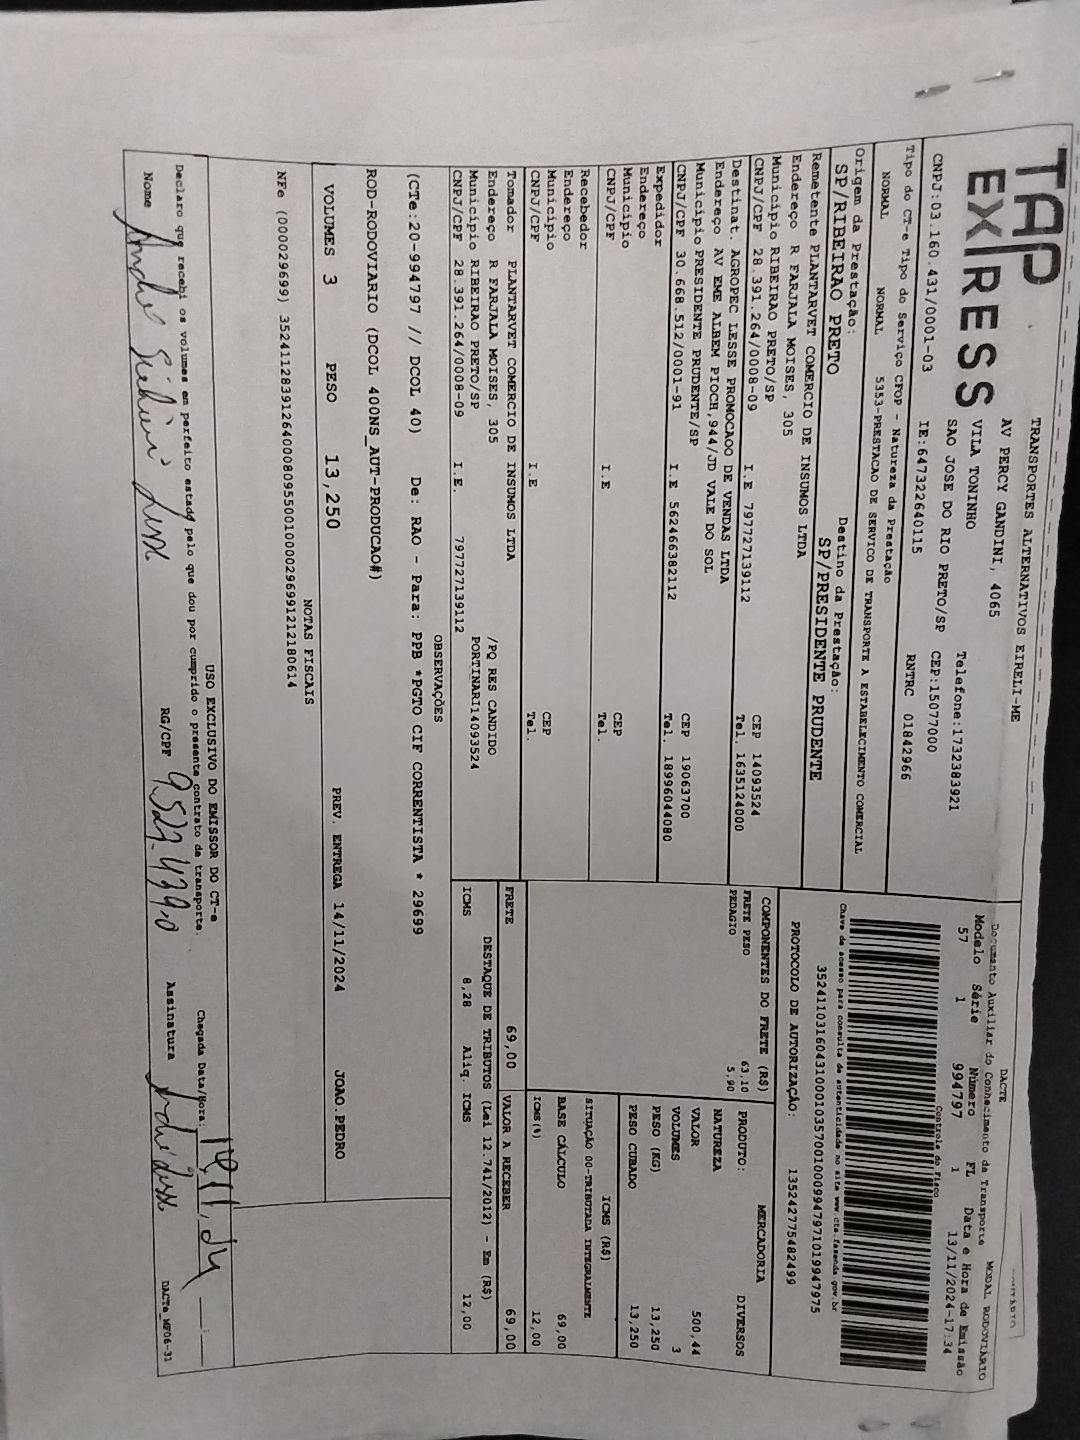 TAP
EXPRESS
TRANSPORTES ALTERNATIVOS EIRELI-ME
AV PERCY GANDINI, 4065
VILA TONINHO
SAO JOSE DO RIO PRETO/SP
Telefone:1732383921
CEP:15077000
CNPJ:03.160.431/0001-03
IE:647322640115
RNTRC 01842966
DACTE
Documento Auxiliar do Conhecimento de Transporte
MODAL RODOVIÁRIO
Modelo Série Número FL Data e Hora de Emissão
57 1 994797 1 13/11/2024-17:34
Controle do Fisco
Tipo do CT-e Tipo do Serviço CFOP - Natureza da Prestação
NORMAL NORMAL 5353-PRESTACAO DE SERVICO DE TRANSPORTE A ESTABELECIMENTO COMERCIAL
Chave de acesso para consulta de autenticidade no site www.cte.fazenda.gov.br
35241103160431000103570010009947971019947975
Origem da Prestação: Destino da Prestação:
SP/RIBEIRAO PRETO SP/PRESIDENTE PRUDENTE
PROTOCOLO DE AUTORIZAÇÃO: 135242775482499
Remetente PLANTARVET COMERCIO DE INSUMOS LTDA
Endereço R FARJALA MOISES, 305
Município RIBEIRAO PRETO/SP CEP 14093524
CNPJ/CPF 28.391.264/0008-09 I.E 797727139112 Tel. 1635124000
Destinat. AGROPEC LESSE PROMOCAOO DE VENDAS LTDA
Endereço AV EME ALBEM PIOCH,944/JD VALE DO SOL
Município PRESIDENTE PRUDENTE/SP CEP 19063700
CNPJ/CPF 30.668.512/0001-91 I.E 562466382112 Tel. 18996044080
Expedidor
Endereço
Município CEP
CNPJ/CPF I.E Tel.
Recebedor
Endereço
Município CEP
CNPJ/CPF I.E Tel.
Tomador PLANTARVET COMERCIO DE INSUMOS LTDA
Endereço R FARJALA MOISES, 305 /PQ RES CANDIDO
Município RIBEIRAO PRETO/SP PORTINARI14093524
CNPJ/CPF 28.391.264/0008-09 I.E. 797727139112
COMPONENTES DO FRETE (R$)
FRETE PESO 63,10
PEDAGIO 5,90
MERCADORIA
PRODUTO: DIVERSOS
NATUREZA
VALOR 500,44
VOLUMES 3
PESO (KG) 13,250
PESO CUBADO 13,250
ICMS (R$)
SITUAÇÃO 00-TRIBUTADA INTEGRALMENTE
BASE CÁLCULO 69,00
ICMS(%) 12,00
FRETE 69,00 VALOR A RECEBER 69,00
DESTAQUE DE TRIBUTOS (Lei 12.741/2012) - Em (R$)
ICMS 8,28 Aliq. ICMS 12,00
OBSERVAÇÕES
(CTe:20-994797 // DCOL 40) De: RAO - Para: PPB *PGTO CIF CORRENTISTA * 29699
ROD-RODOVIARIO (DCOL 400NS_AUT-PRODUCAO#)
VOLUMES 3 PESO 13,250 PREV. ENTREGA 14/11/2024 JOAO.PEDRO
NOTAS FISCAIS
NFe (000029699) 35241128391264000809550010000296991212180614
USO EXCLUSIVO DO EMISSOR DO CT-e
Declaro que recebi os volumes em perfeito estado pelo que dou por cumprido o presente contrato de transporte.
Chegada Data/Hora:
Nome
RG/CPF
Assinatura
DACTe_MF06-31